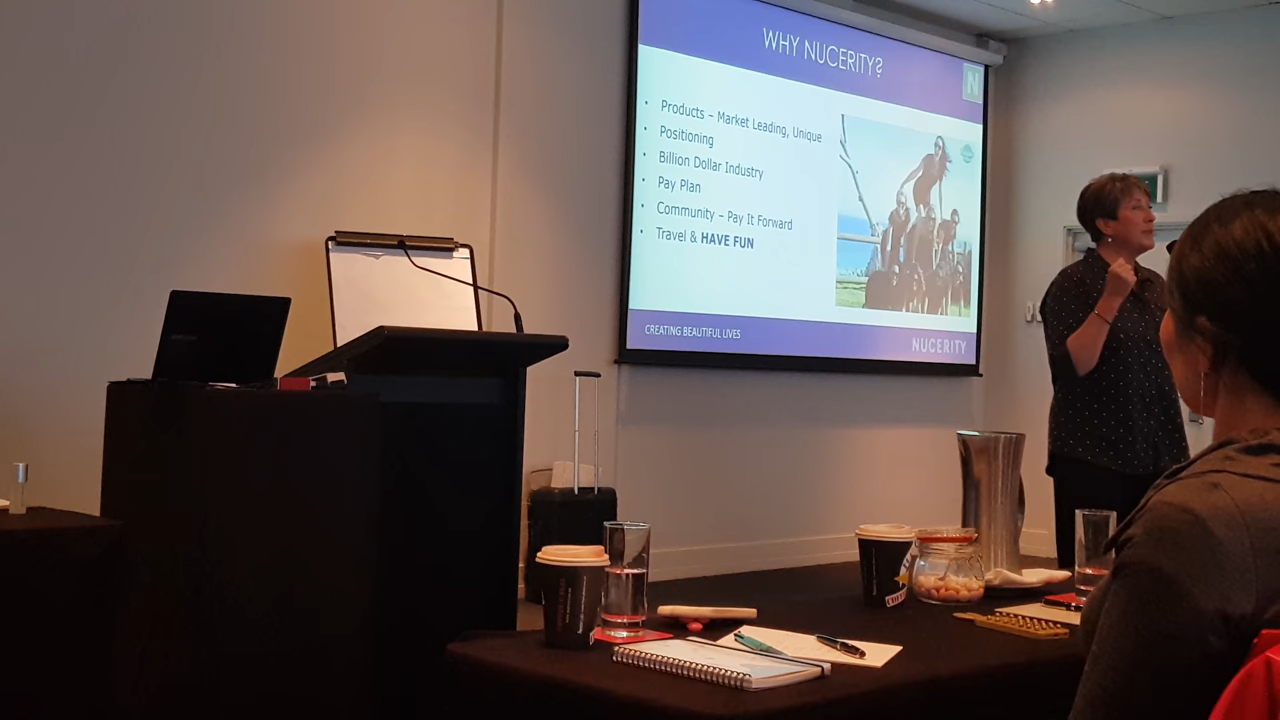 WHY NUCERITY?
N
• Products – Market Leading, Unique
• Positioning
• Billion Dollar Industry
• Pay Plan
• Community – Pay It Forward
• Travel & HAVE FUN
CREATING BEAUTIFUL LIVES
NUCERITY